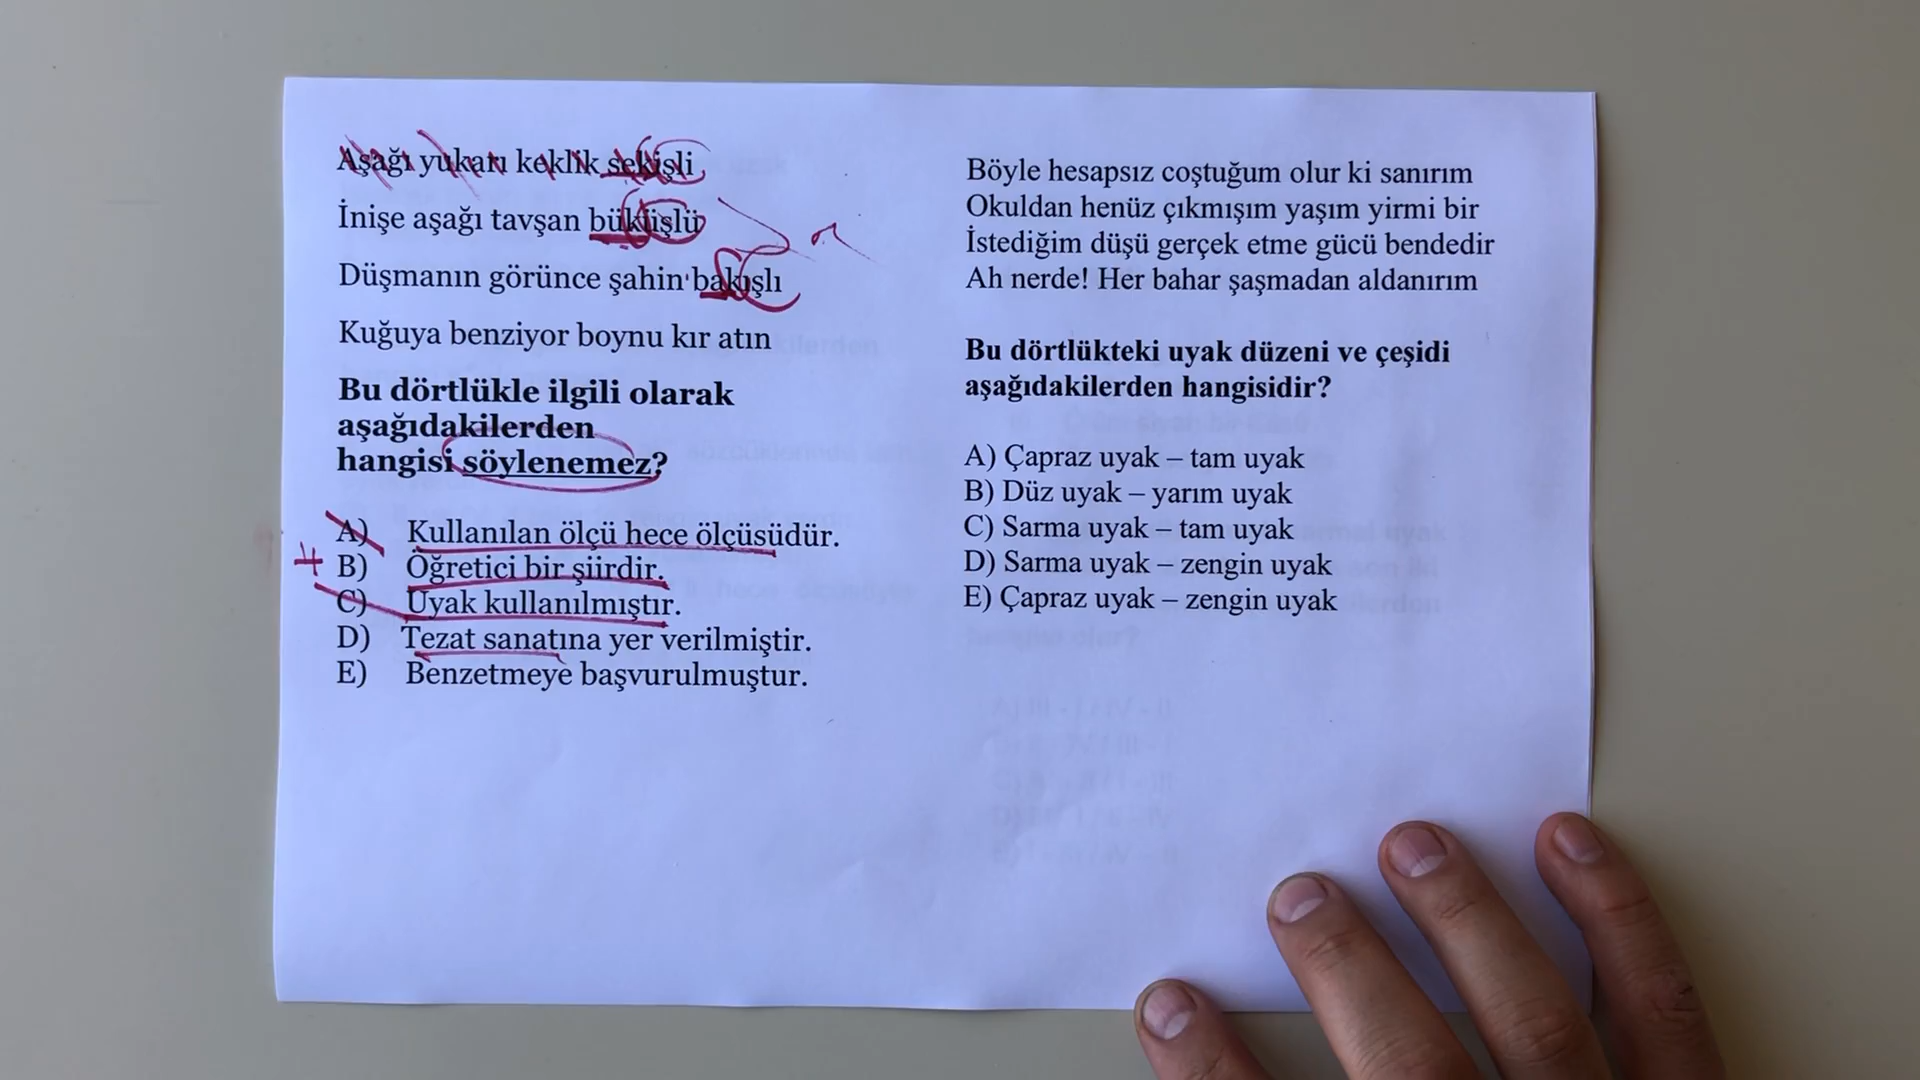 Aşağı yukarı keklik sekişli
İnişe aşağı tavşan büküşlü
Düşmanın görünce şahin bakışlı
Kuğuya benziyor boynu kır atın
Bu dörtlükle ilgili olarak
aşağıdakilerden
hangisi söylenemez?
A) Kullanılan ölçü hece ölçüsüdür.
B) Öğretici bir şiirdir.
C) Uyak kullanılmıştır.
D) Tezat sanatına yer verilmiştir.
E) Benzetmeye başvurulmuştur.
Böyle hesapsız coştuğum olur ki sanırım
Okuldan henüz çıkmışım yaşım yirmi bir
İstediğim düşü gerçek etme gücü bendedir
Ah nerde! Her bahar şaşmadan aldanırım
Bu dörtlükteki uyak düzeni ve çeşidi
aşağıdakilerden hangisidir?
A) Çapraz uyak – tam uyak
B) Düz uyak – yarım uyak
C) Sarma uyak – tam uyak
D) Sarma uyak – zengin uyak
E) Çapraz uyak – zengin uyak